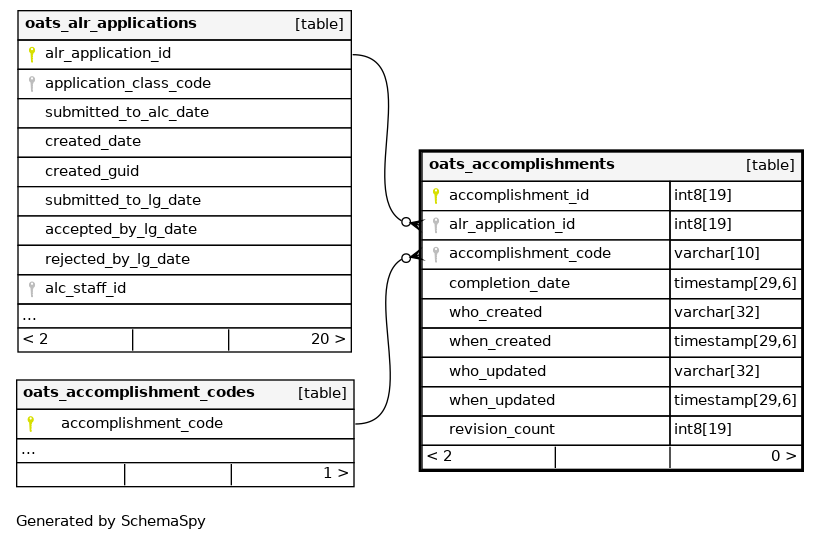 oats_alr_applications [table]
alr_application_id
application_class_code
submitted_to_alc_date
created_date
created_guid
submitted_to_lg_date
accepted_by_lg_date
rejected_by_lg_date
alc_staff_id
...
< 2 20 >
oats_accomplishment_codes [table]
accomplishment_code
...
1 >
oats_accomplishments [table]
accomplishment_id int8[19]
alr_application_id int8[19]
accomplishment_code varchar[10]
completion_date timestamp[29,6]
who_created varchar[32]
when_created timestamp[29,6]
who_updated varchar[32]
when_updated timestamp[29,6]
revision_count int8[19]
< 2 0 >
Generated by SchemaSpy